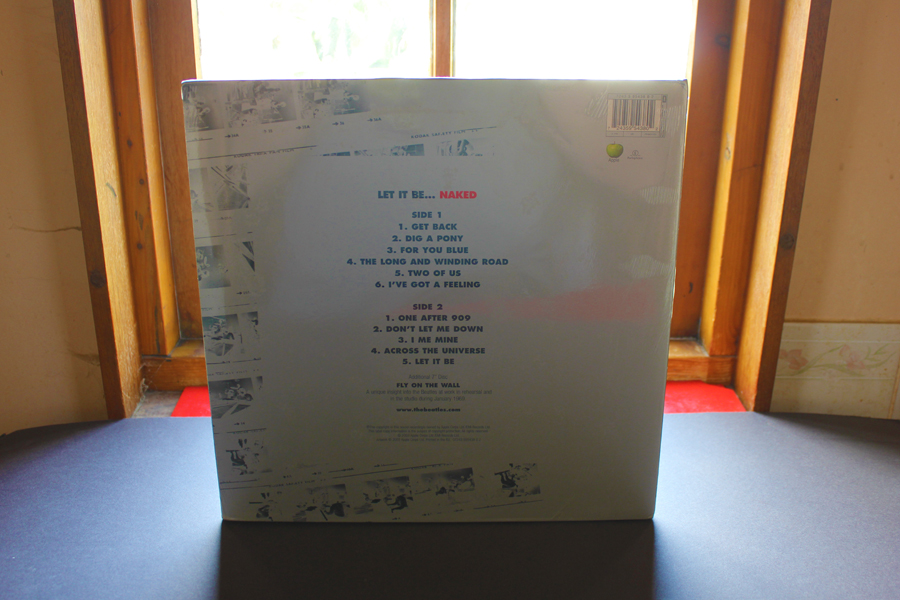 LET IT BE... NAKED
SIDE 1
1. GET BACK
2. DIG A PONY
3. FOR YOU BLUE
4. THE LONG AND WINDING ROAD
5. TWO OF US
6. I'VE GOT A FEELING
SIDE 2
1. ONE AFTER 909
2. DON'T LET ME DOWN
3. I ME MINE
4. ACROSS THE UNIVERSE
5. LET IT BE
Additional 7" Disc
FLY ON THE WALL
www.thebeatles.com